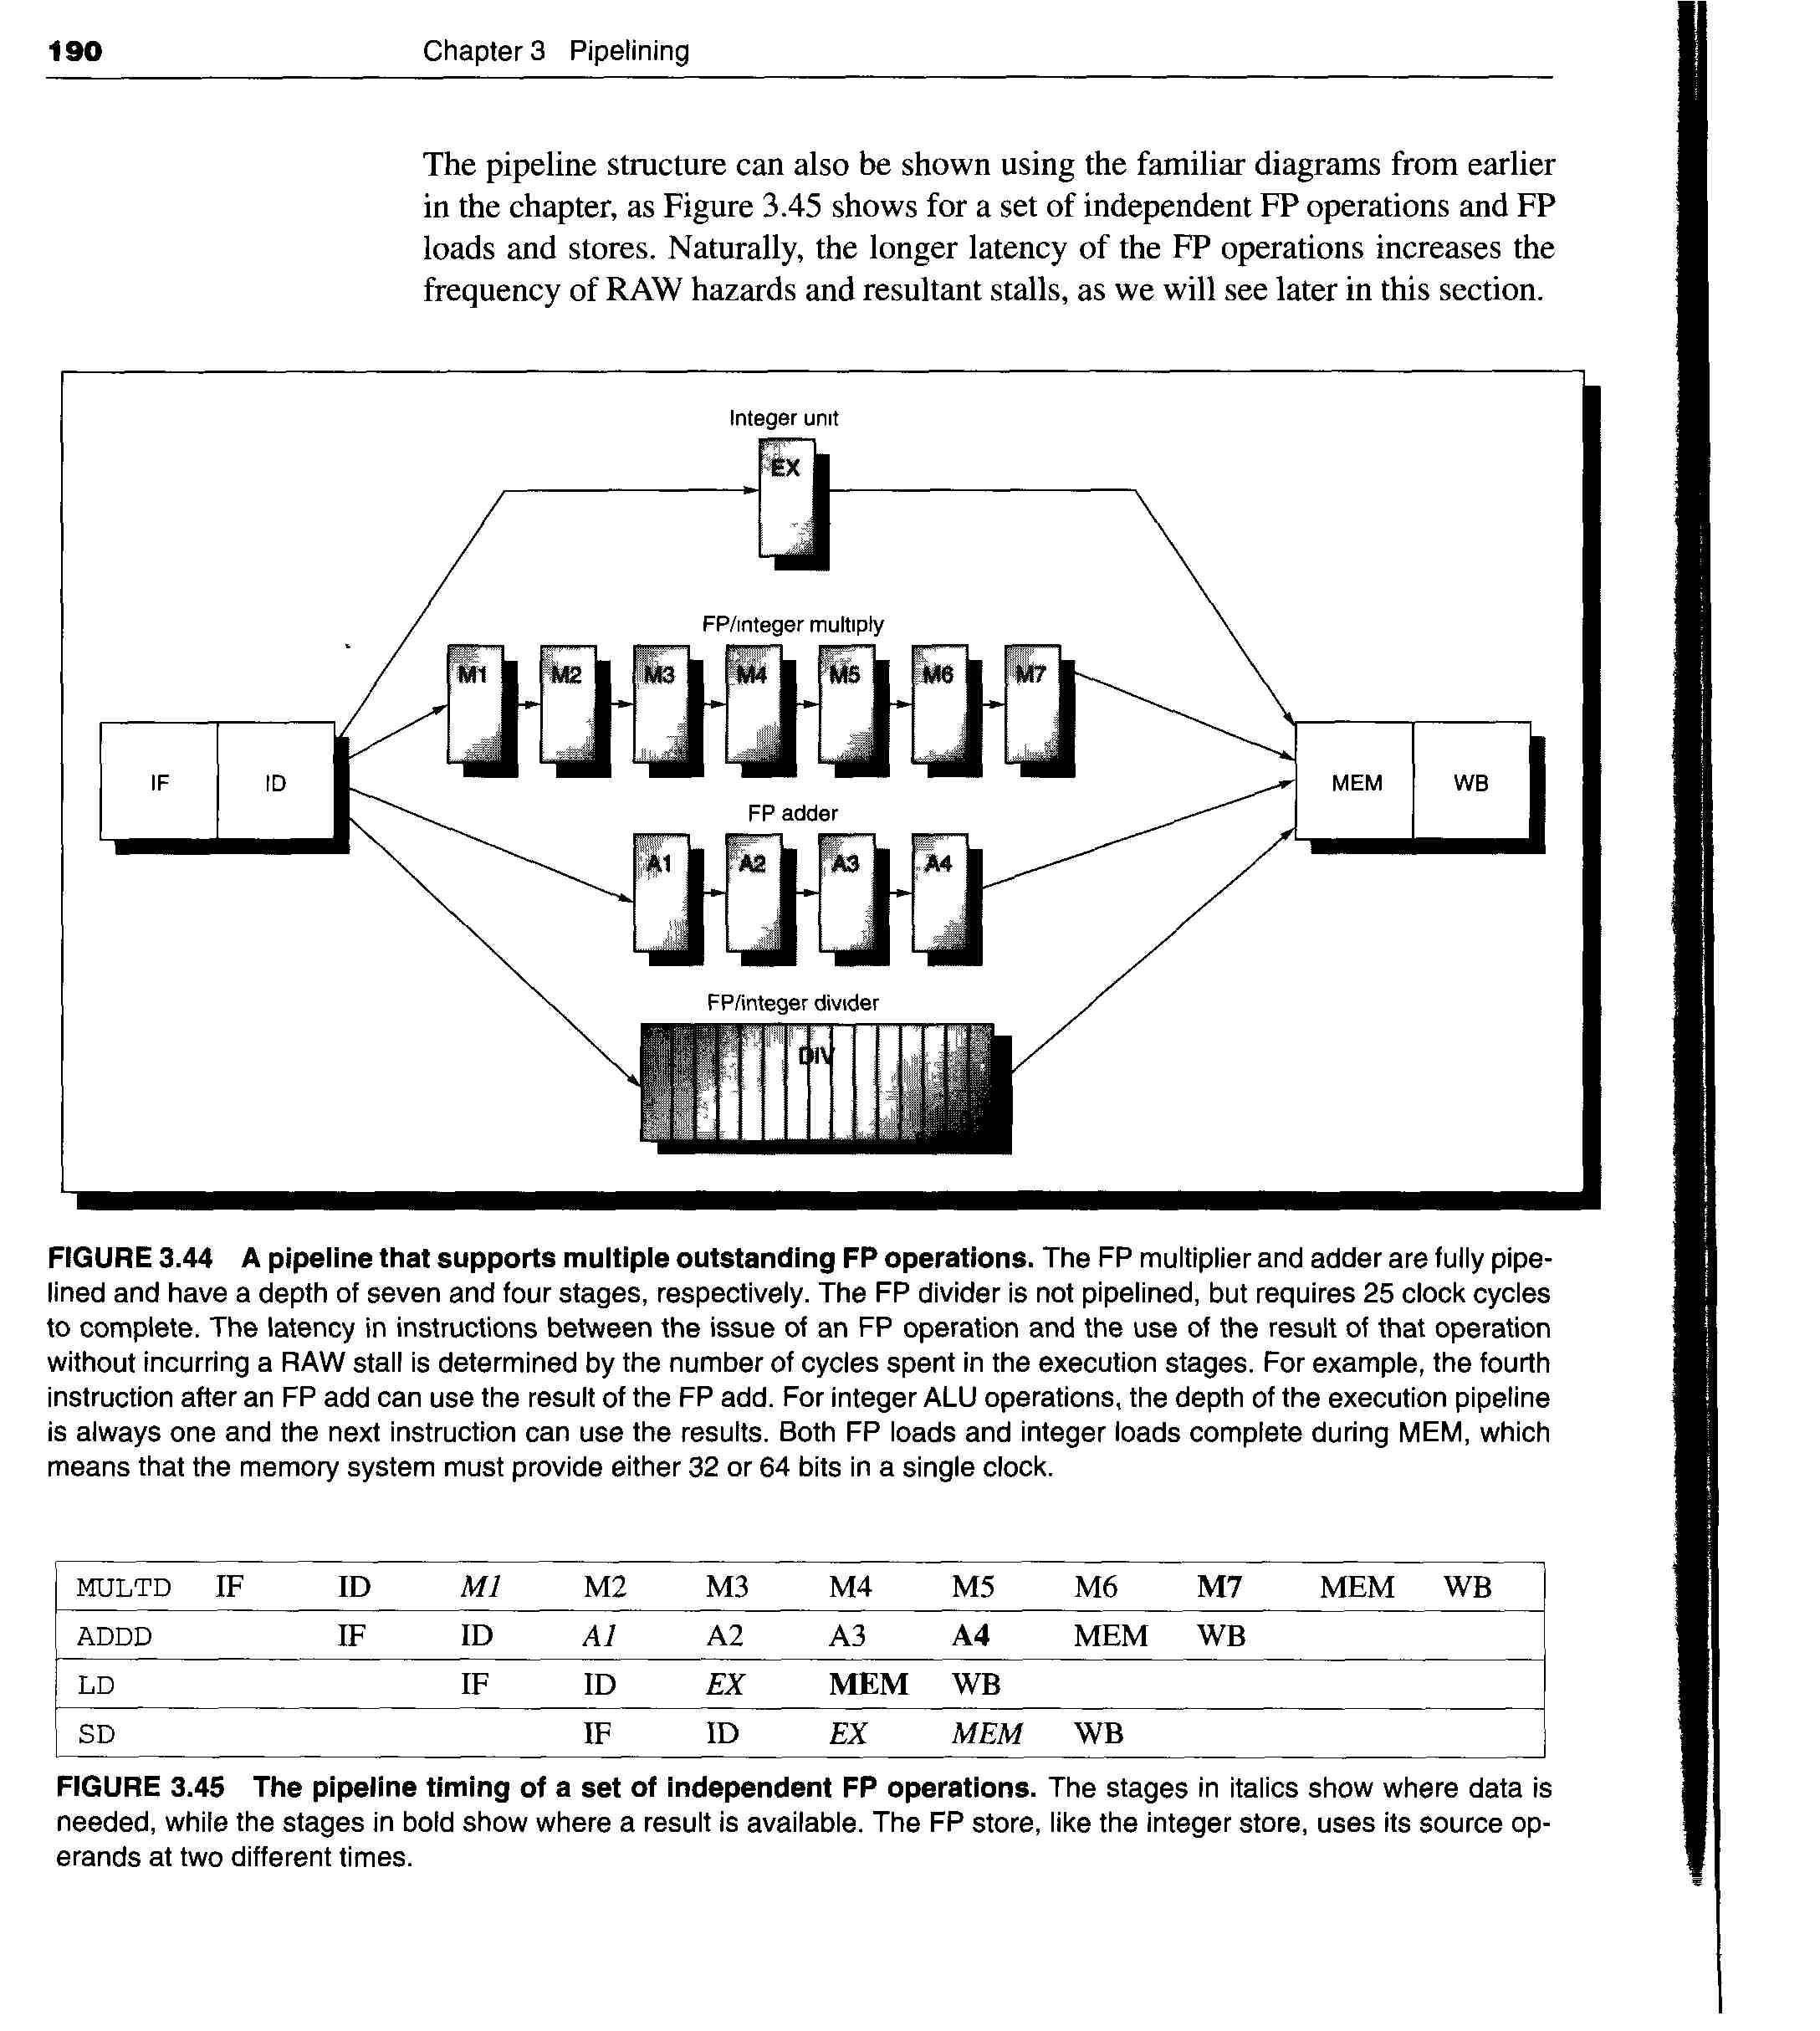 190
Chapter 3 Pipelining
The pipeline structure can also be shown using the familiar diagrams from earlier
in the chapter, as Figure 3.45 shows for a set of independent FP operations and FP
loads and stores. Naturally, the longer latency of the FP operations increases the
frequency of RAW hazards and resultant stalls, as we will see later in this section.
Integer unit
EX
FP/integer multiply
M1 M2 M3 M4 M5 M6 M7
IF ID MEM WB
FP adder
A1 A2 A3 A4
FP/integer divider
DIV
FIGURE 3.44 A pipeline that supports multiple outstanding FP operations. The FP multiplier and adder are fully pipe-
lined and have a depth of seven and four stages, respectively. The FP divider is not pipelined, but requires 25 clock cycles
to complete. The latency in instructions between the issue of an FP operation and the use of the result of that operation
without incurring a RAW stall is determined by the number of cycles spent in the execution stages. For example, the fourth
instruction after an FP add can use the result of the FP add. For integer ALU operations, the depth of the execution pipeline
is always one and the next instruction can use the results. Both FP loads and integer loads complete during MEM, which
means that the memory system must provide either 32 or 64 bits in a single clock.
MULTD IF ID M1 M2 M3 M4 M5 M6 M7 MEM WB
ADDD IF ID A1 A2 A3 A4 MEM WB
LD IF ID EX MEM WB
SD IF ID EX MEM WB
FIGURE 3.45 The pipeline timing of a set of independent FP operations. The stages in italics show where data is
needed, while the stages in bold show where a result is available. The FP store, like the integer store, uses its source op-
erands at two different times.